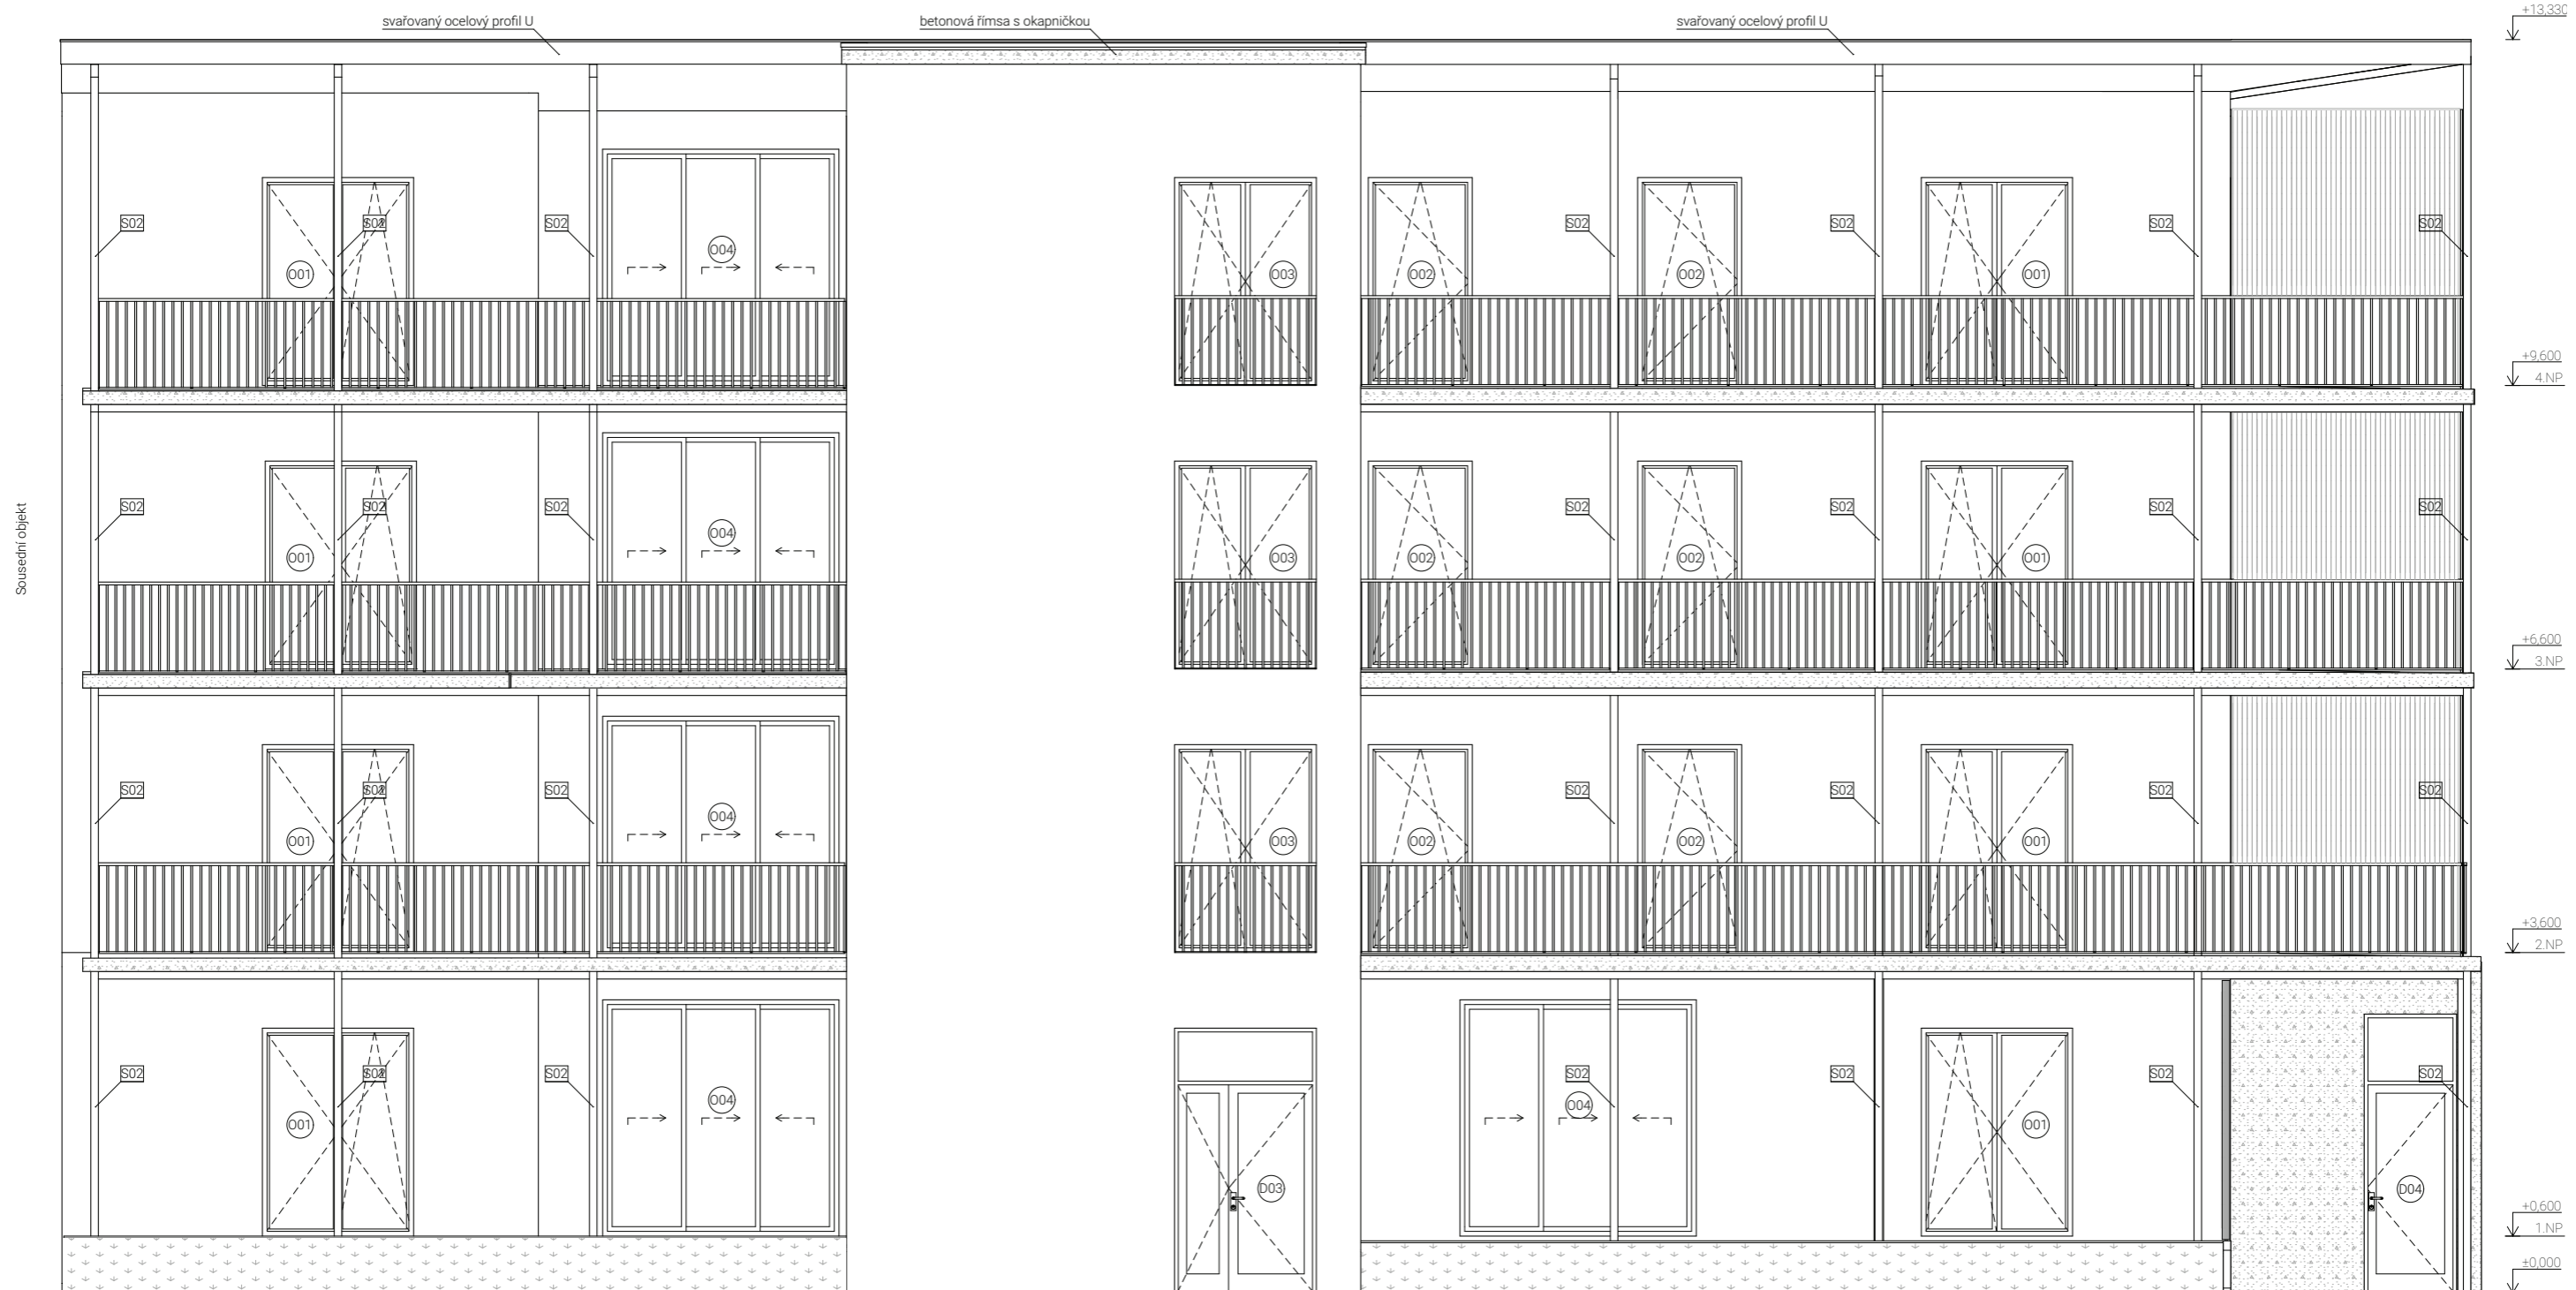 svařovaný ocelový profil U
betonová římsa s okapničkou
svařovaný ocelový profil U
+13,330
S02
S02
S02
S02
S02
S02
S02
O04
O01
O03
O02
O02
O01
+9,600
4.NP
Sousední objekt
S02
S02
S02
S02
S02
S02
S02
O04
O01
O03
O02
O02
O01
+6,600
3.NP
S02
S02
S02
S02
S02
S02
S02
O04
O01
O03
O02
O02
O01
+3,600
2.NP
S02
S02
S02
S02
S02
S02
S02
O04
O04
O01
O01
D03
D04
+0,600
1.NP
±0,000